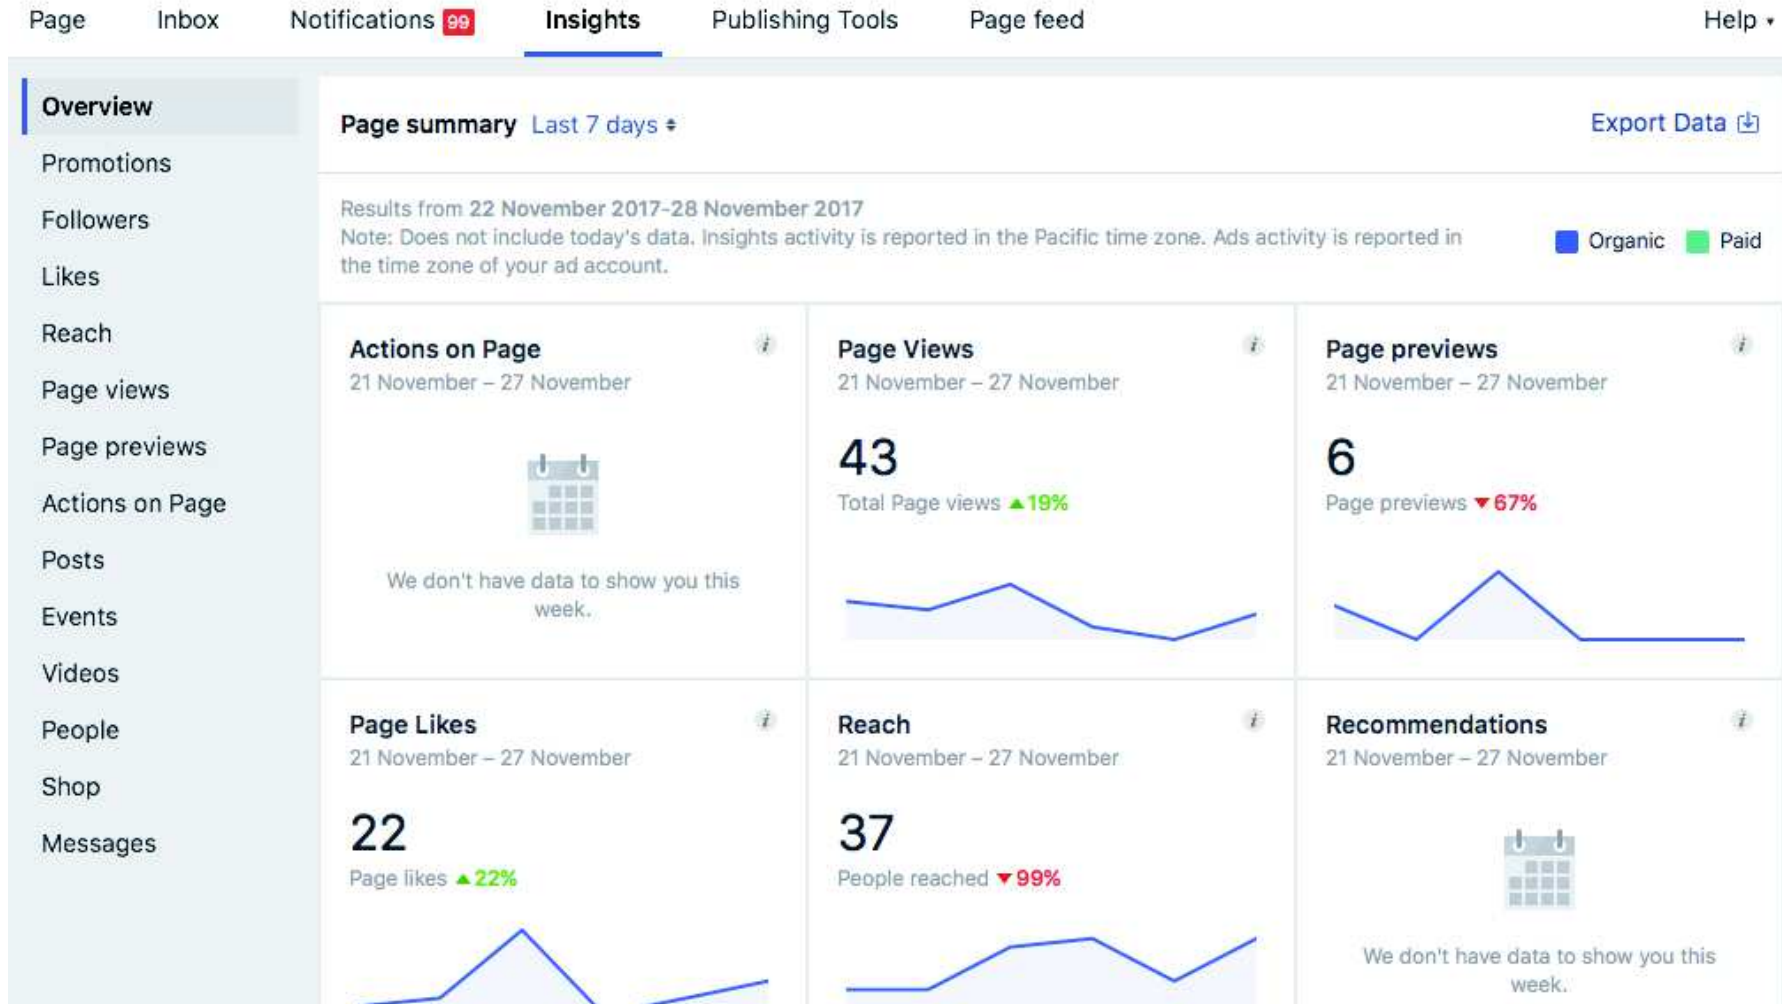 Page Inbox Notifications 99 Insights Publishing Tools Page feed Help
Overview
Promotions
Followers
Likes
Reach
Page views
Page previews
Actions on Page
Posts
Events
Videos
People
Shop
Messages
Page summary Last 7 days
Export Data
Results from 22 November 2017-28 November 2017
Note: Does not include today's data. Insights activity is reported in the Pacific time zone. Ads activity is reported in
the time zone of your ad account.
Organic Paid
Actions on Page
21 November – 27 November
We don't have data to show you this
week.
Page Views
21 November – 27 November
43
Total Page views ▲19%
Page previews
21 November – 27 November
6
Page previews ▼67%
Page Likes
21 November – 27 November
22
Page likes ▲22%
Reach
21 November – 27 November
37
People reached ▼99%
Recommendations
21 November – 27 November
We don't have data to show you this
week.